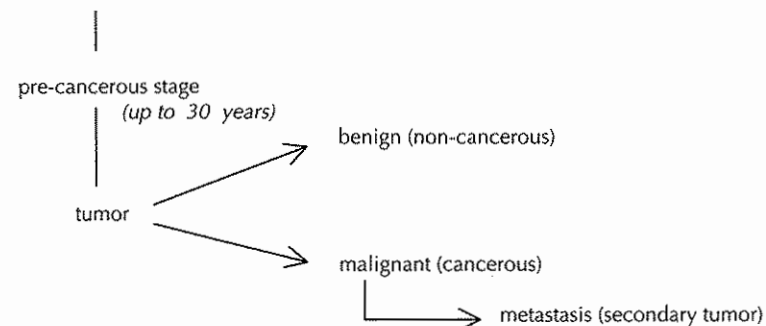 pre-cancerous stage
(up to 30 years)
benign (non-cancerous)
tumor
malignant (cancerous)
metastasis (secondary tumor)